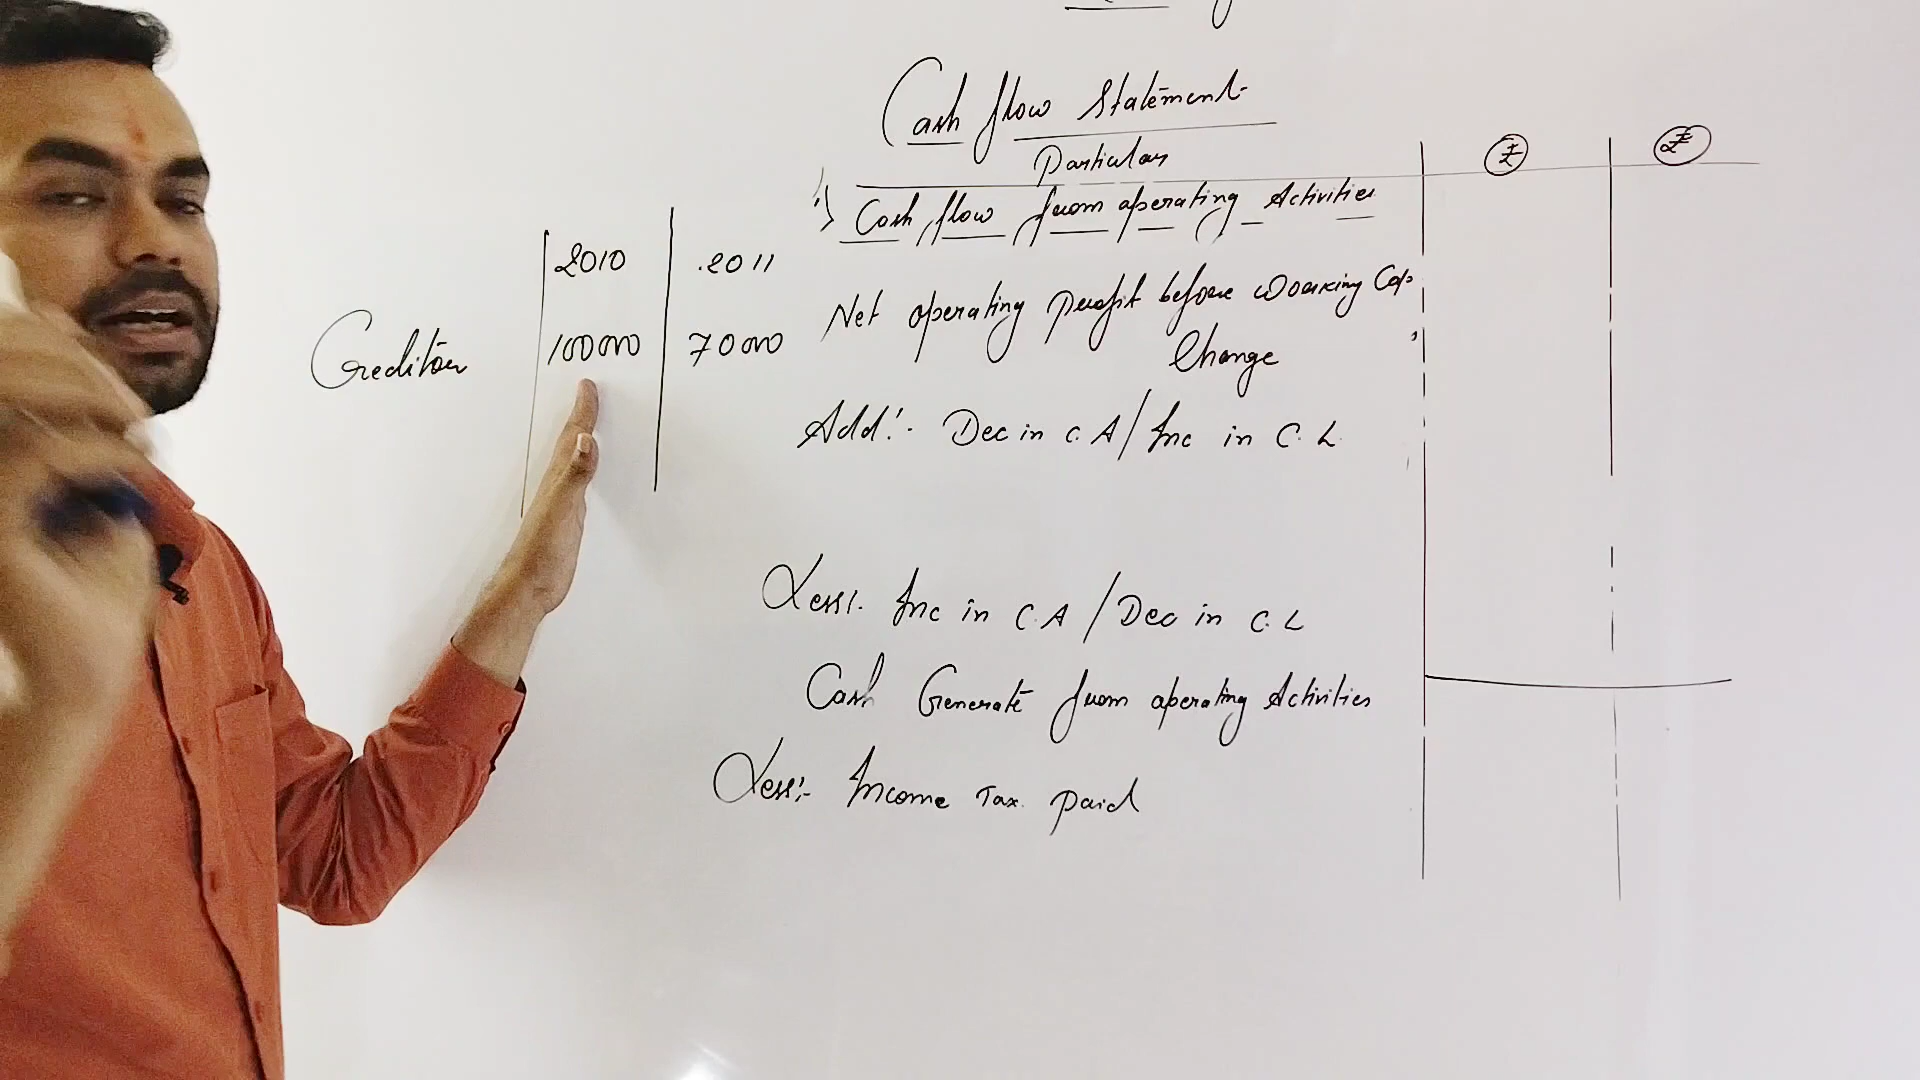 Cash flow Statement
Particulars
₹ ₹
1) Cash flow from operating Activities
2010 2011
Creditors 100000 70000
Net operating profit before working Cap
Change
Add:- Dec in C.A/Inc in C.L
Less:- Inc in C.A/Dec in C.L
Cash Generate from operating Activities
Less:- Income Tax paid